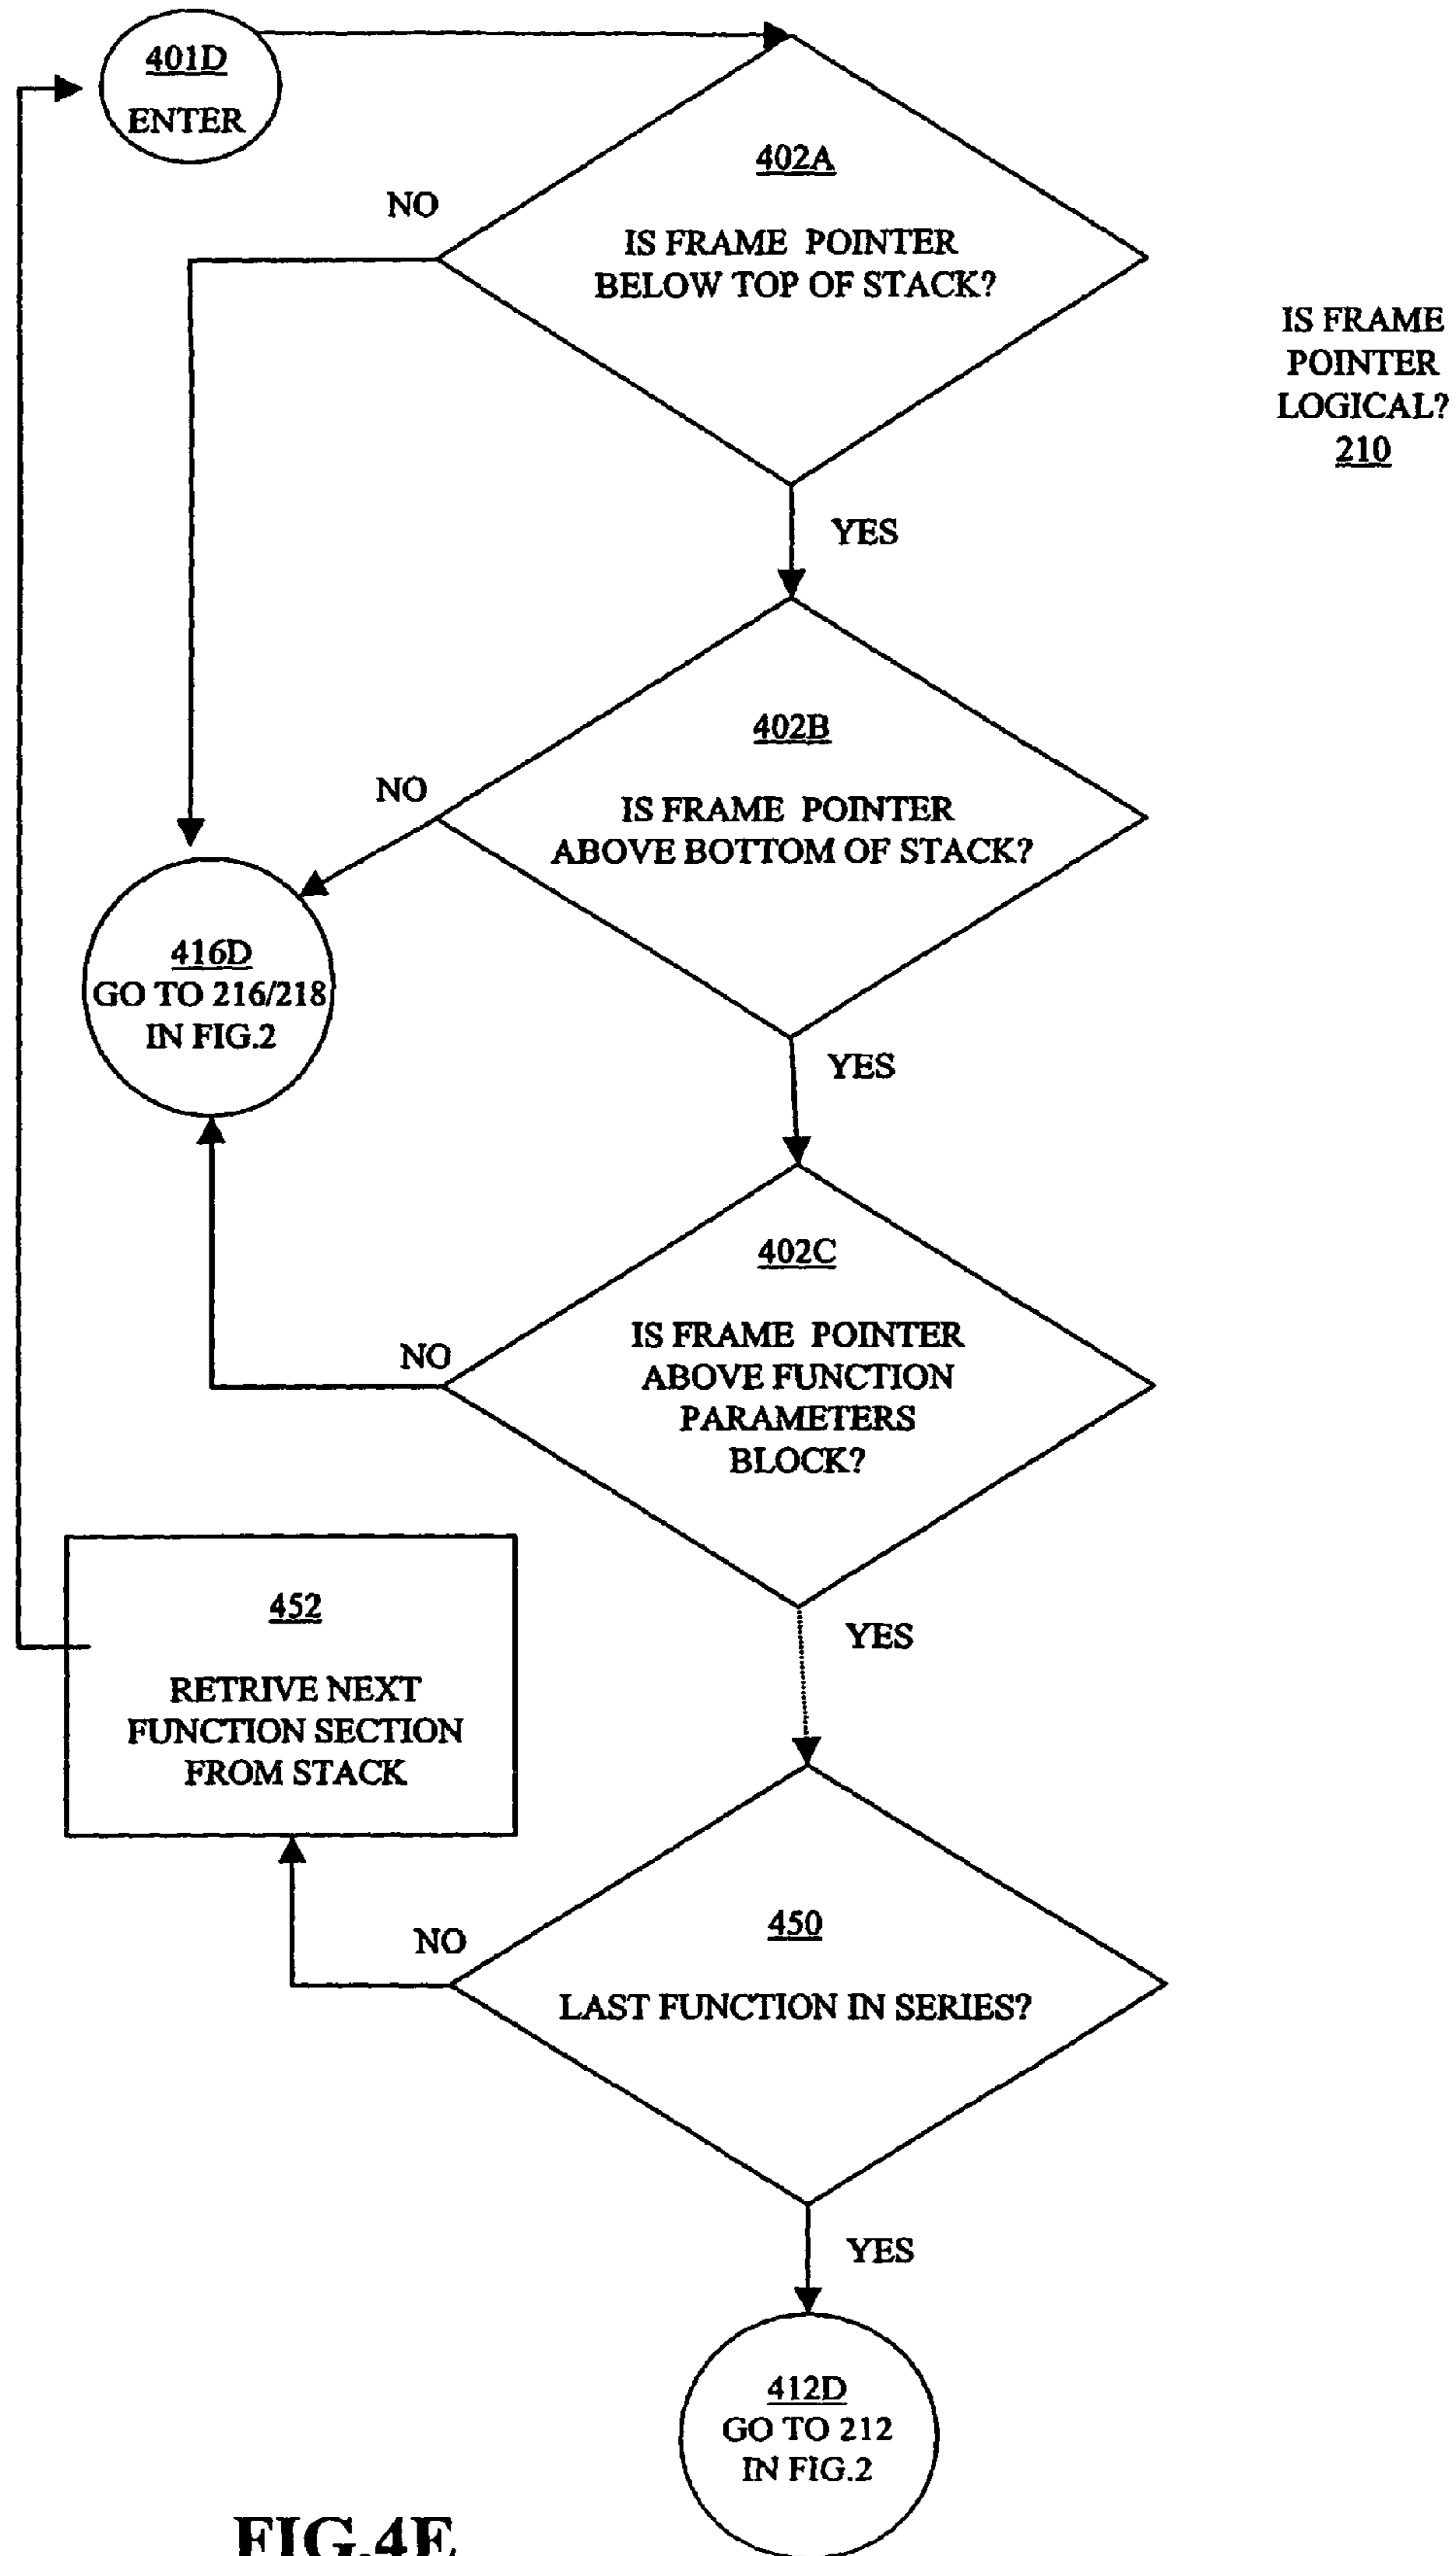 401D
ENTER
402A
NO
IS FRAME POINTER
BELOW TOP OF STACK?
IS FRAME
POINTER
LOGICAL?
210
YES
402B
NO
IS FRAME POINTER
ABOVE BOTTOM OF STACK?
416D
GO TO 216/218
IN FIG.2
YES
402C
NO
IS FRAME POINTER
ABOVE FUNCTION
PARAMETERS
BLOCK?
452
YES
RETRIVE NEXT
FUNCTION SECTION
FROM STACK
450
NO
LAST FUNCTION IN SERIES?
YES
412D
GO TO 212
IN FIG.2
FIG.4E